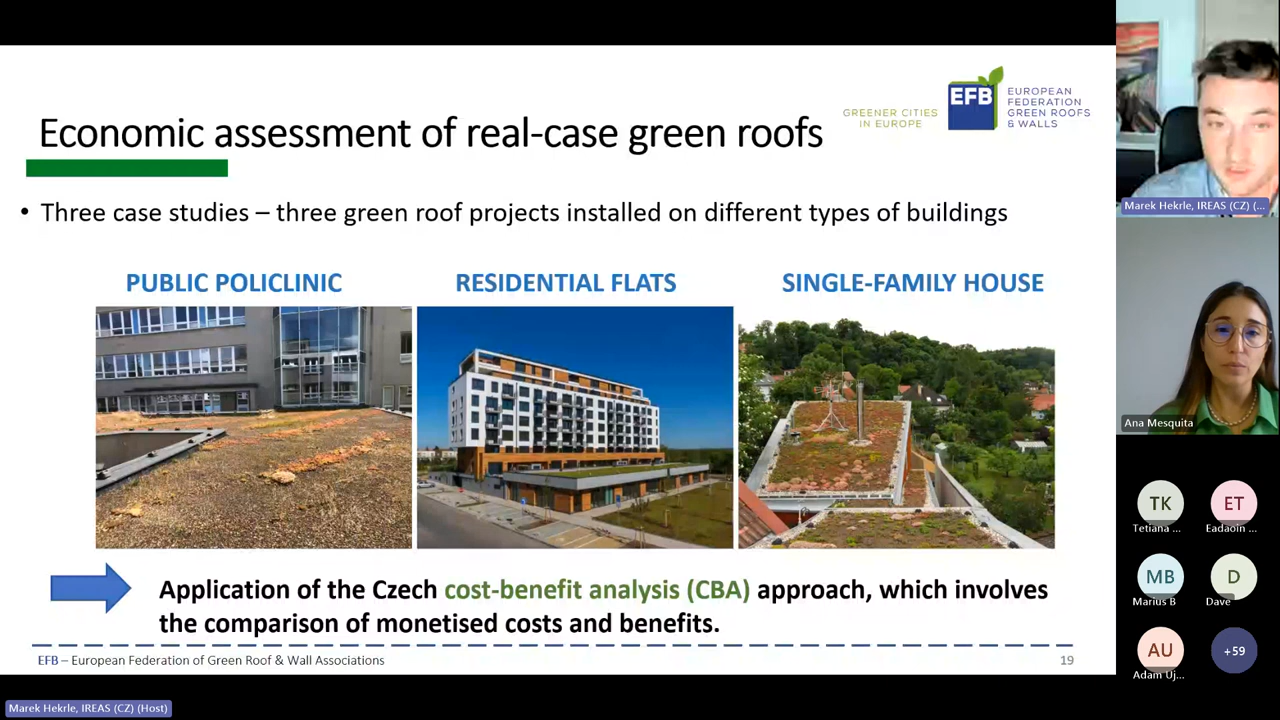 Economic assessment of real-case green roofs
GREENER CITIES
IN EUROPE
EFB
EUROPEAN
FEDERATION
GREEN ROOFS
& WALLS
• Three case studies – three green roof projects installed on different types of buildings
PUBLIC POLICLINIC
RESIDENTIAL FLATS
SINGLE-FAMILY HOUSE
Application of the Czech cost-benefit analysis (CBA) approach, which involves
the comparison of monetised costs and benefits.
EFB – European Federation of Green Roof & Wall Associations
19
Marek Hekrle, IREAS (CZ) (Host)
Marek Hekrle, IREAS (CZ) (...
Ana Mesquita
TK
Tetiana ...
ET
Eadaoin ...
MB
Marius B
D
Dave
AU
Adam Uj...
+59